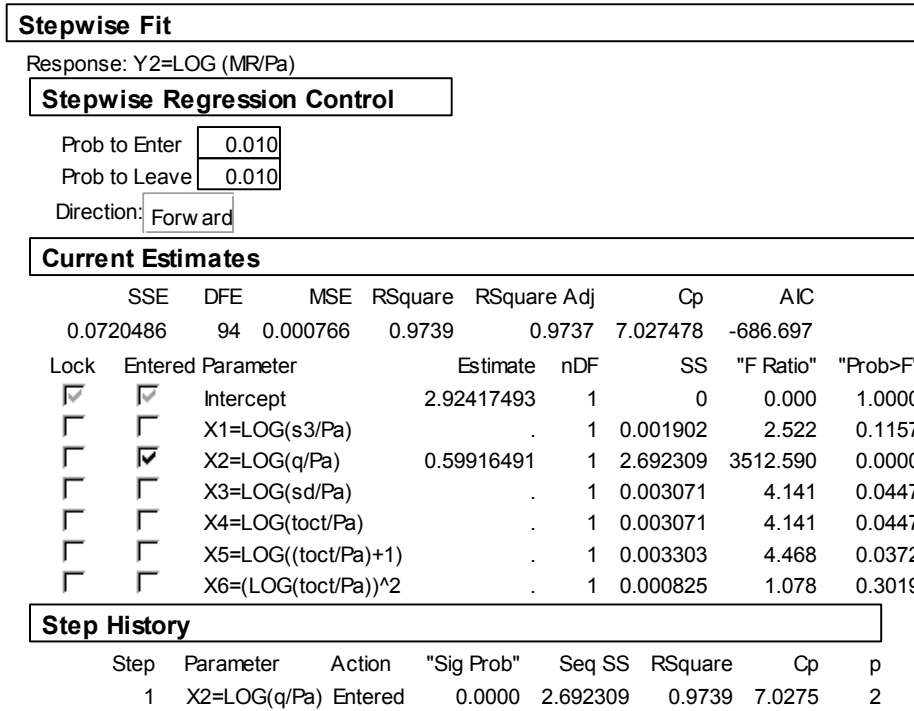 Stepwise Fit
Response: Y2=LOG (MR/Pa)
Stepwise Regression Control
Prob to Enter 0.010
Prob to Leave 0.010
Direction: Forw ard
Current Estimates
SSE DFE MSE RSquare RSquare Adj Cp AIC
0.0720486 94 0.000766 0.9739 0.9737 7.027478 -686.697
Lock Entered Parameter Estimate nDF SS "F Ratio" "Prob>F"
Intercept 2.92417493 1 0 0.000 1.0000
X1=LOG(s3/Pa) . 1 0.001902 2.522 0.1157
X2=LOG(q/Pa) 0.59916491 1 2.692309 3512.590 0.0000
X3=LOG(sd/Pa) . 1 0.003071 4.141 0.0447
X4=LOG(toct/Pa) . 1 0.003071 4.141 0.0447
X5=LOG((toct/Pa)+1) . 1 0.003303 4.468 0.0372
X6=(LOG(toct/Pa))^2 . 1 0.000825 1.078 0.3019
Step History
Step Parameter Action "Sig Prob" Seq SS RSquare Cp p
1 X2=LOG(q/Pa) Entered 0.0000 2.692309 0.9739 7.0275 2